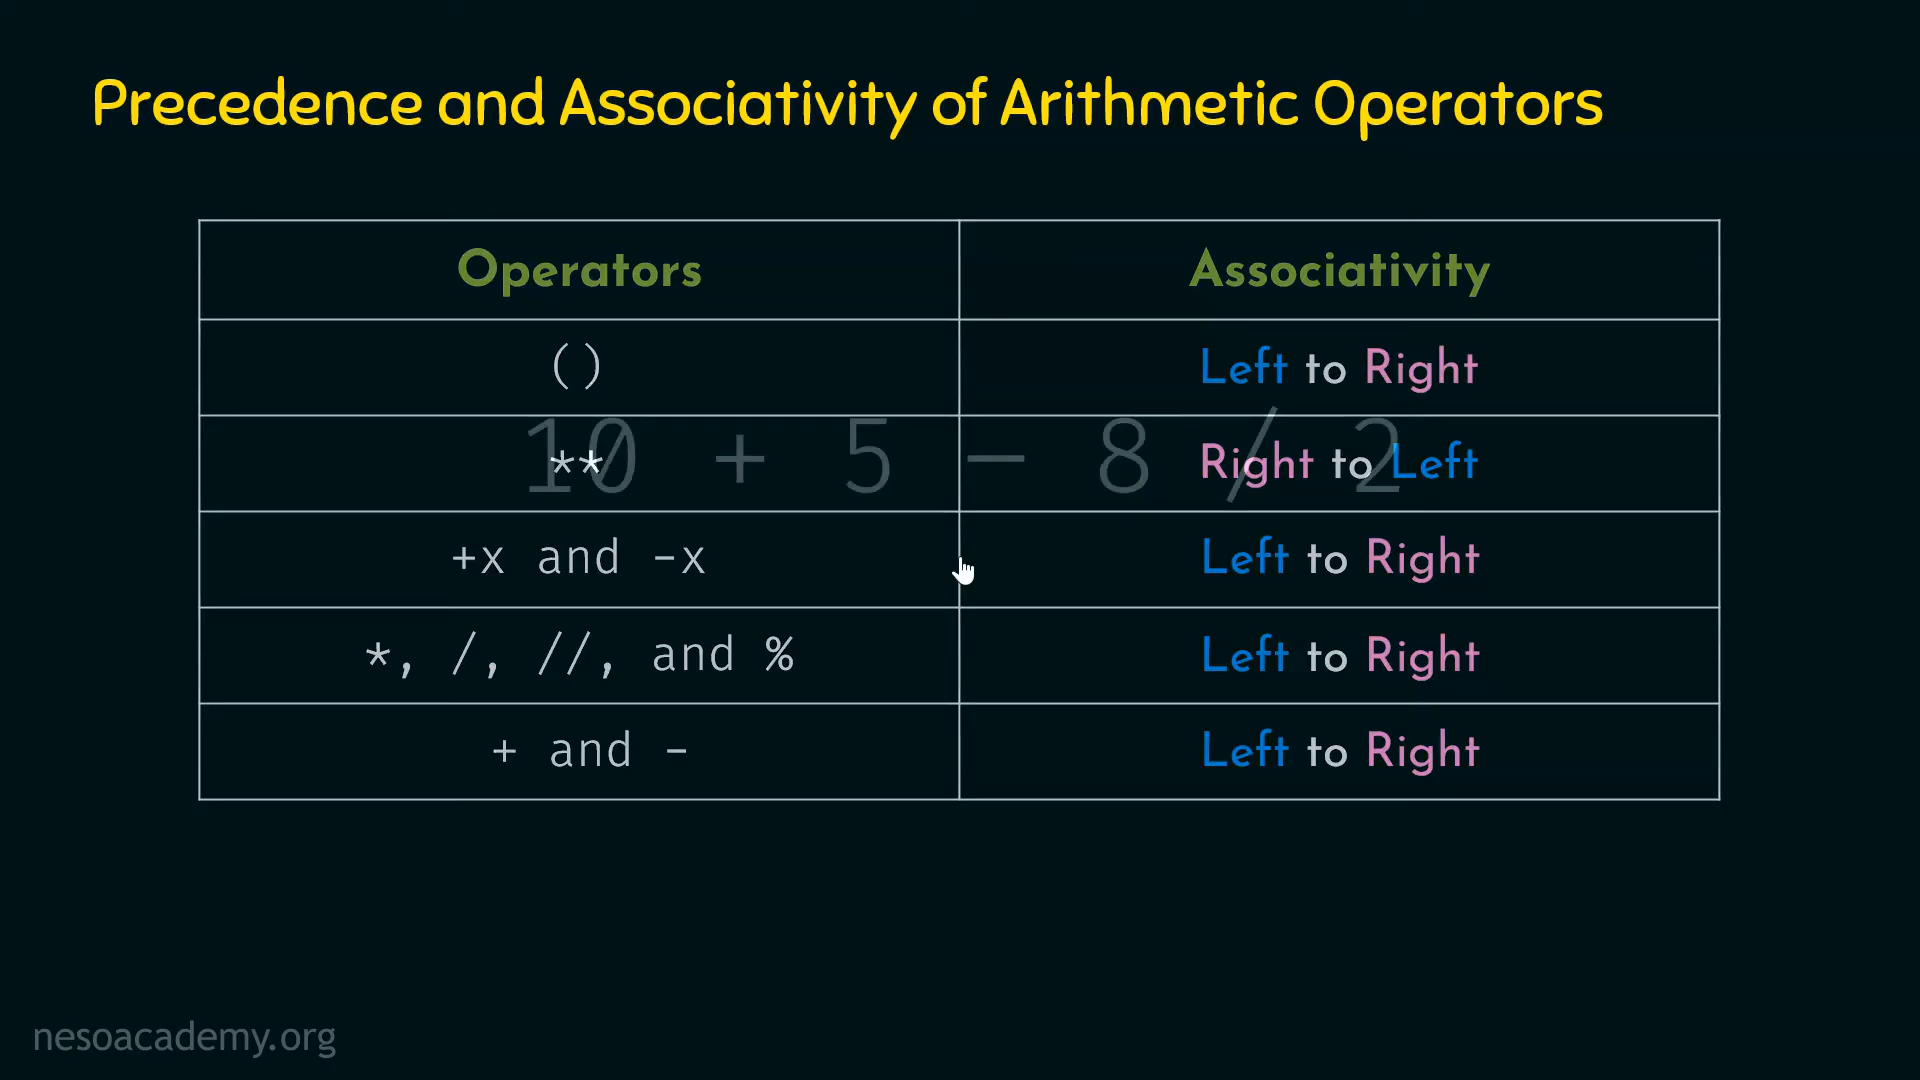 Precedence and Associativity of Arithmetic Operators
Operators Associativity
() Left to Right
** Right to Left
10 + 5 - 8 / 2
+x and -x Left to Right
*, /, //, and % Left to Right
+ and - Left to Right
nesoacademy.org